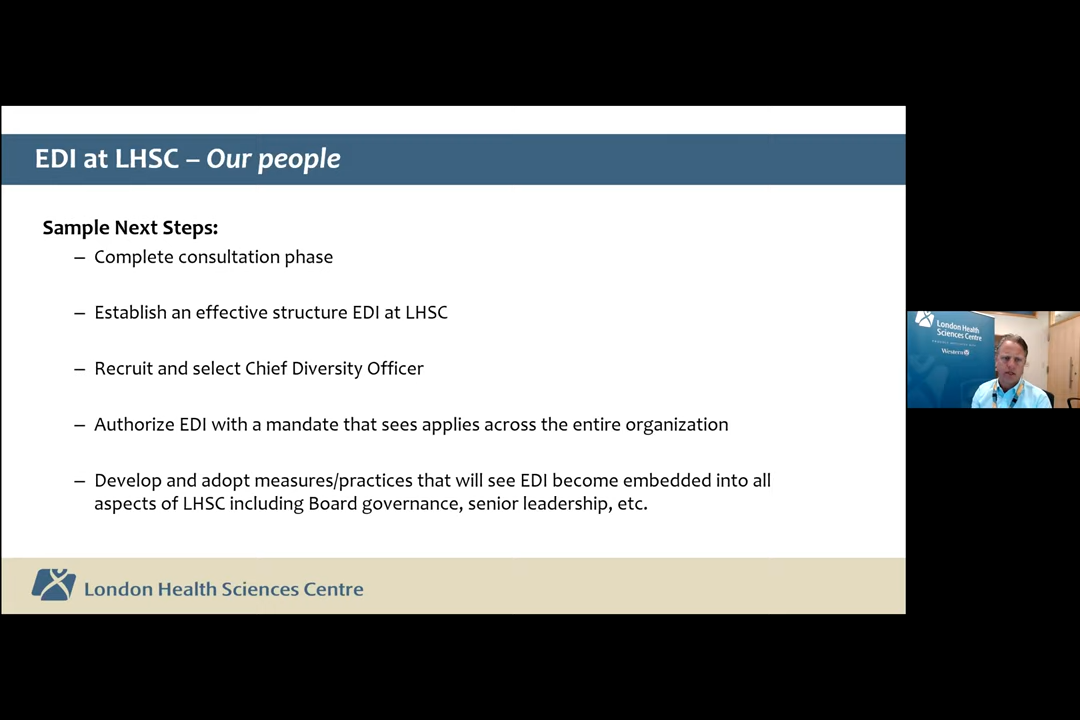 EDI at LHSC – Our people
Sample Next Steps:
– Complete consultation phase
– Establish an effective structure EDI at LHSC
– Recruit and select Chief Diversity Officer
– Authorize EDI with a mandate that sees applies across the entire organization
– Develop and adopt measures/practices that will see EDI become embedded into all
aspects of LHSC including Board governance, senior leadership, etc.
London Health Sciences Centre
London Health
Sciences Centre
Western